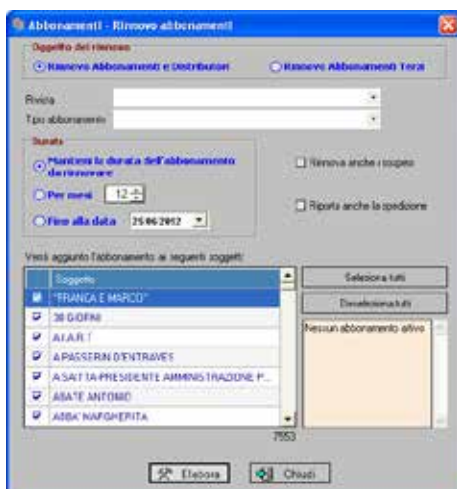 Abbonamenti - Rinnovo abbonamenti
Oggetto del rinnovo
Rinnovo Abbonamenti e Distributori
Rinnovo Abbonamenti Terzi
Rivista
Tipo abbonamento
Durata
Mantieni la durata dell'abbonamento
da rinnovare
Rinnova anche i sospesi
Per mesi 12
Riporta anche la spedizione
Fino alla data 25/06/2012
Verrà aggiunto l'abbonamento ai seguenti soggetti:
Soggetto
Seleziona tutti
"FRANCA E MARCO"
Deseleziona tutti
30 GIORNI
Nessun abbonamento attivo
A.I.A.R.T
A PASSERIN D'ENTRAVES
A SAITTA-PRESIDENTE AMMINISTRAZIONE P...
ABATE ANTONIO
ABBA' MARGHERITA
7553
Elabora
Chiudi